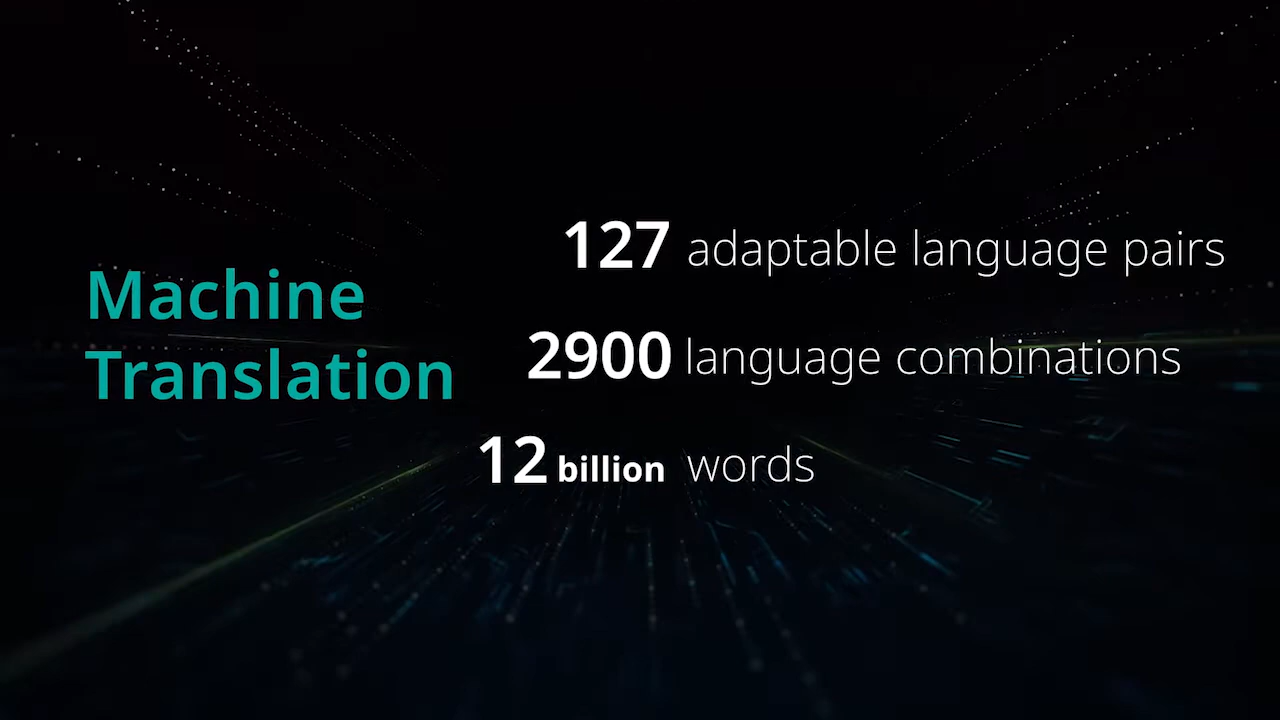 Machine
Translation
127 adaptable language pairs
2900 language combinations
12 billion words